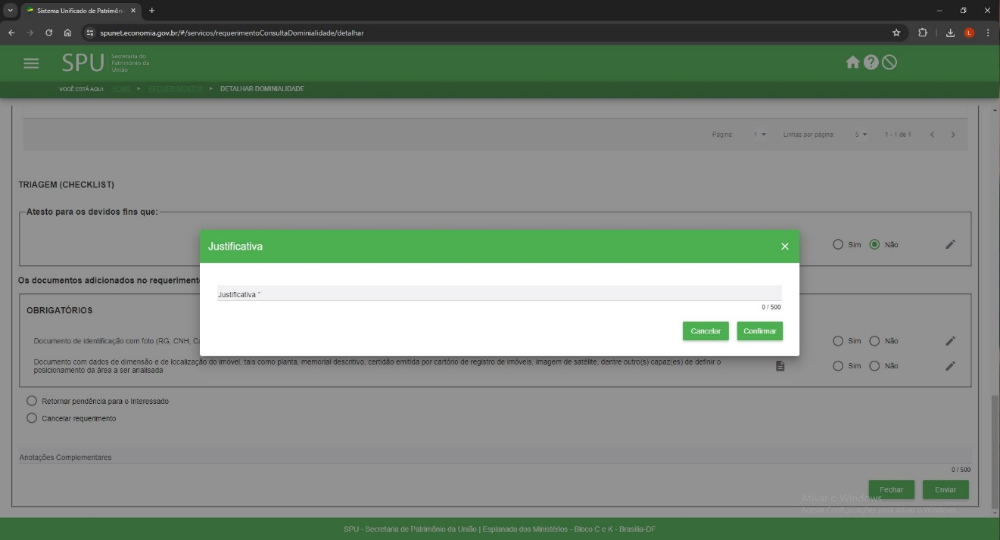 Sistema Unificado de Patrimôni
spunet.economia.gov.br/#/servicos/requerimentoConsultaDominialidade/detalhar
L
SPU
Secretaria do
Patrimônio da
União
VOCÊ ESTÁ AQUI: HOME > REQUERIMENTOS > DETALHAR DOMINIALIDADE
Página: 1 Linhas por página: 5 1 - 1 de 1
TRIAGEM (CHECKLIST)
Atesto para os devidos fins que:
Sim Não
Justificativa
Justificativa *
0 / 500
Cancelar Confirmar
Os documentos adicionados no requeriment
OBRIGATÓRIOS
Documento de identificação com foto (RG, CNH, Ca
Sim Não
Documento com dados de dimensão e de localização do imóvel, tais como planta, memorial descritivo, certidão emitida por cartório de registro de imóveis, imagem de satélite, dentre outro(s) capaz(es) de definir o
posicionamento da área a ser analisada
Sim Não
Retornar pendência para o Interessado
Cancelar requerimento
Anotações Complementares
0 / 500
Fechar Enviar
Ativar o Windows
Acesse Configurações para ativar o Windows.
SPU - Secretaria de Patrimônio da União | Esplanada dos Ministérios - Bloco C e K - Brasília-DF